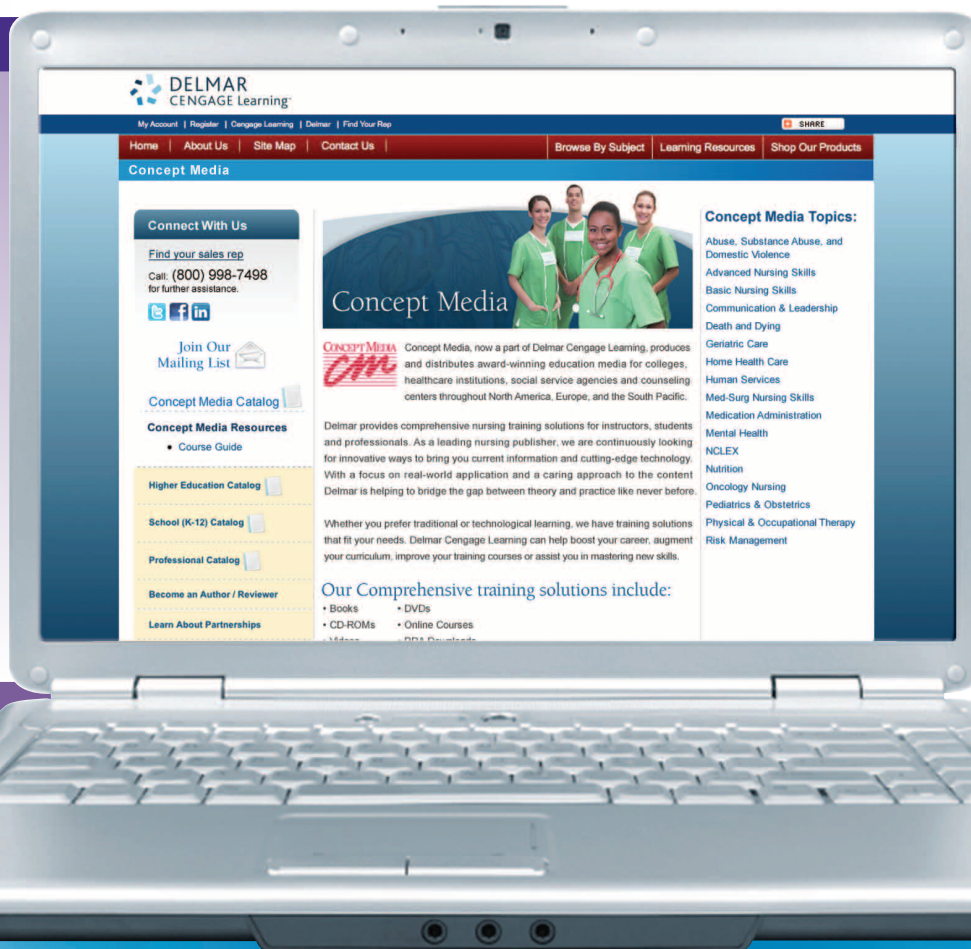 DELMAR
CENGAGE Learning™
My Account | Register | Cengage Learning | Delmar | Find Your Rep
SHARE
Home | About Us | Site Map | Contact Us |
Browse By Subject | Learning Resources | Shop Our Products
Concept Media
Connect With Us
Find your sales rep
Call: (800) 998-7498
for further assistance.
Join Our
Mailing List
Concept Media Catalog
Concept Media Resources
• Course Guide
Higher Education Catalog
School (K-12) Catalog
Professional Catalog
Become an Author / Reviewer
Learn About Partnerships
Concept Media
CONCEPT MEDIA
cm
Concept Media, now a part of Delmar Cengage Learning, produces
and distributes award-winning education media for colleges,
healthcare institutions, social service agencies and counseling
centers throughout North America, Europe, and the South Pacific.
Delmar provides comprehensive nursing training solutions for instructors, students
and professionals. As a leading nursing publisher, we are continuously looking
for innovative ways to bring you current information and cutting-edge technology.
With a focus on real-world application and a caring approach to the content
Delmar is helping to bridge the gap between theory and practice like never before.
Whether you prefer traditional or technological learning, we have training solutions
that fit your needs. Delmar Cengage Learning can help boost your career, augment
your curriculum, improve your training courses or assist you in mastering new skills.
Our Comprehensive training solutions include:
• Books • DVDs
• CD-ROMs • Online Courses
Concept Media Topics:
Abuse, Substance Abuse, and
Domestic Violence
Advanced Nursing Skills
Basic Nursing Skills
Communication & Leadership
Death and Dying
Geriatric Care
Home Health Care
Human Services
Med-Surg Nursing Skills
Medication Administration
Mental Health
NCLEX
Nutrition
Oncology Nursing
Pediatrics & Obstetrics
Physical & Occupational Therapy
Risk Management